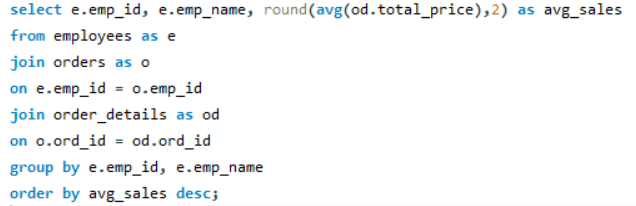 select e.emp_id, e.emp_name, round(avg(od.total_price),2) as avg_sales
from employees as e
join orders as o
on e.emp_id = o.emp_id
join order_details as od
on o.ord_id = od.ord_id
group by e.emp_id, e.emp_name
order by avg_sales desc;